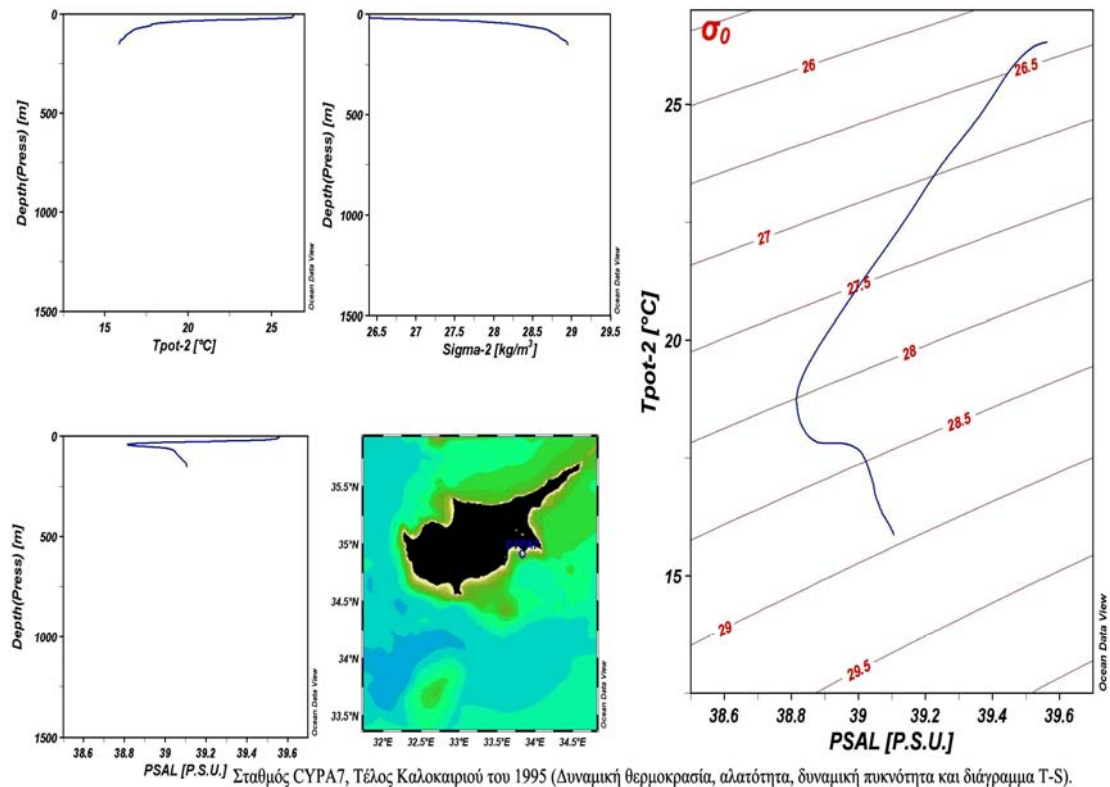 0
500
1000
1500
Depth(Press) [m]
15 20 25
Tpot-2 [°C]
Ocean Data View
0
500
1000
1500
Depth(Press) [m]
26.5 27 27.5 28 28.5 29 29.5
Sigma-2 [kg/m³]
Ocean Data View
σ₀
26
26.5
27
27.5
28
28.5
29
29.5
25
20
15
Tpot-2 [°C]
38.6 38.8 39 39.2 39.4 39.6
PSAL [P.S.U.]
Ocean Data View
0
500
1000
1500
Depth(Press) [m]
38.6 38.8 39 39.2 39.4 39.6
PSAL [P.S.U.]
Ocean Data View
35.5°N
35°N
34.5°N
34°N
33.5°N
32°E 32.5°E 33°E 33.5°E 34°E 34.5°E
Ocean Data View
Σταθμός CYPA7, Τέλος Καλοκαιριού του 1995 (Δυναμική θερμοκρασία, αλατότητα, δυναμική πυκνότητα και διάγραμμα T-S).